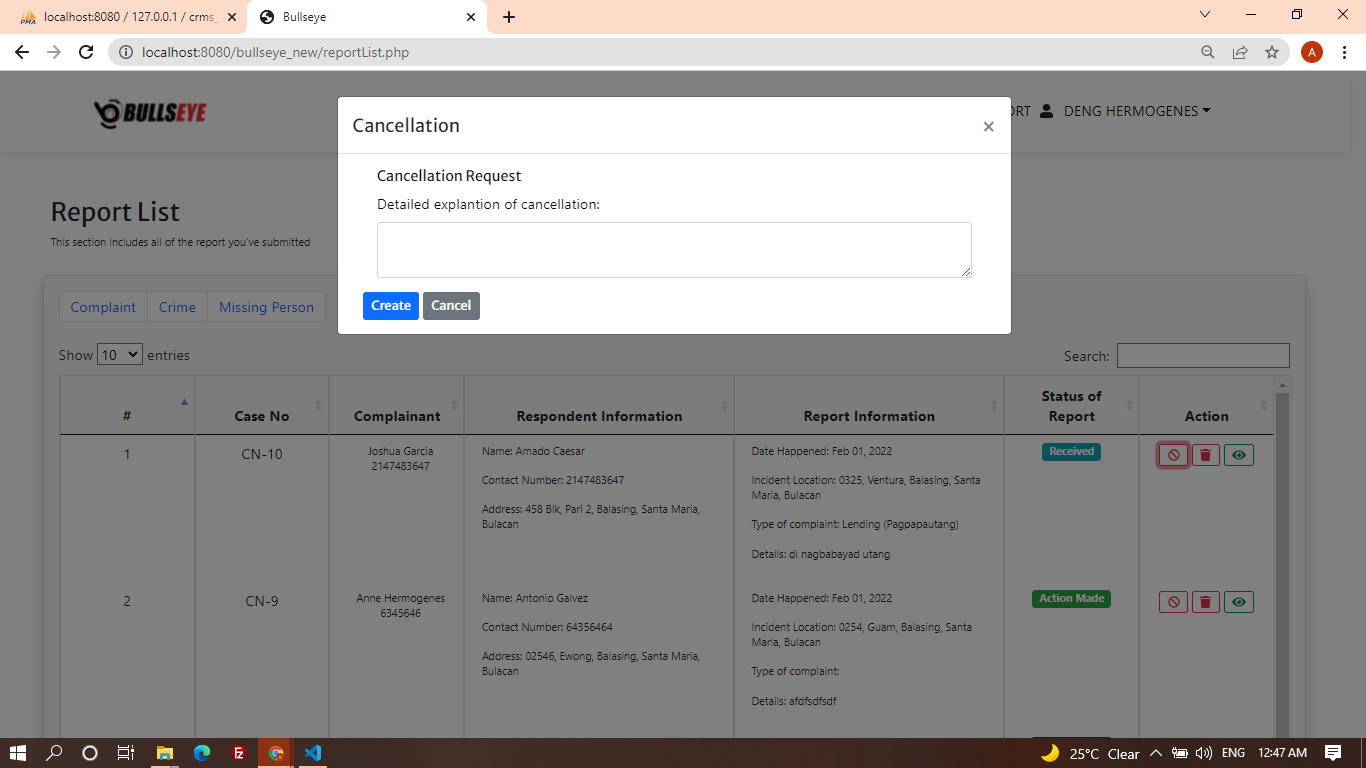 localhost:8080 / 127.0.0.1 / crms_
Bullseye
localhost:8080/bullseye_new/reportList.php
A
BULLSEYE
ORT
DENG HERMOGENES
Cancellation
×
Cancellation Request
Detailed explantion of cancellation:
Create
Cancel
Report List
This section includes all of the report you've submitted
Complaint
Crime
Missing Person
Show 10 entries
Search:
#
Case No
Complainant
Respondent Information
Report Information
Status of
Report
Action
1
CN-10
Joshua Garcia
2147483647
Name: Amado Caesar
Contact Number: 2147483647
Address: 458 Blk, Pari 2, Balasing, Santa Maria,
Bulacan
Date Happened: Feb 01, 2022
Incident Location: 0325, Ventura, Balasing, Santa
Maria, Bulacan
Type of complaint: Lending (Pagpapautang)
Details: di nagbabayad utang
Received
2
CN-9
Anne Hermogenes
6345646
Name: Antonio Galvez
Contact Number: 64356464
Address: 02546, Ewong, Balasing, Santa Maria,
Bulacan
Date Happened: Feb 01, 2022
Incident Location: 0254, Guam, Balasing, Santa
Maria, Bulacan
Type of complaint:
Details: afdfsdfsdf
Action Made
25°C Clear
ENG
12:47 AM